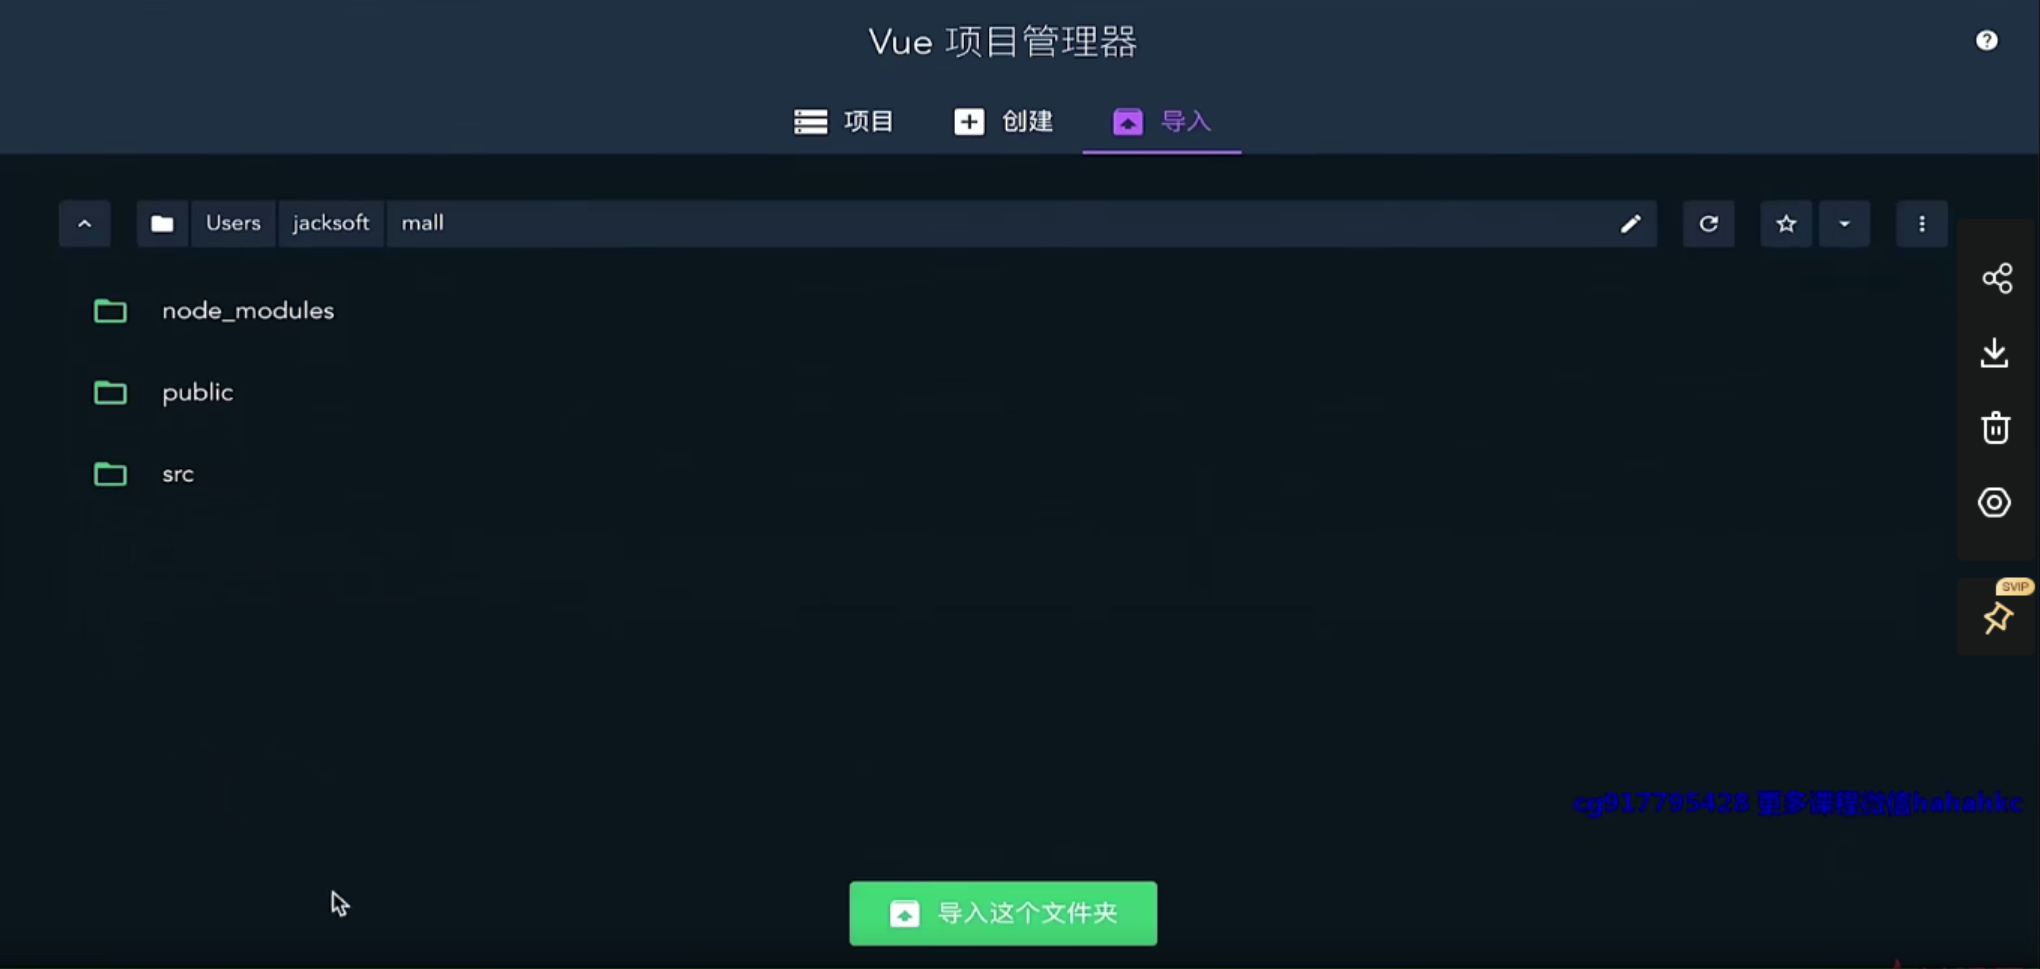 Vue 项目管理器
项目 创建 导入
Users jacksoft mall
node_modules
public
src
SVIP
cg917795428 更多课程微信hahahkc
导入这个文件夹